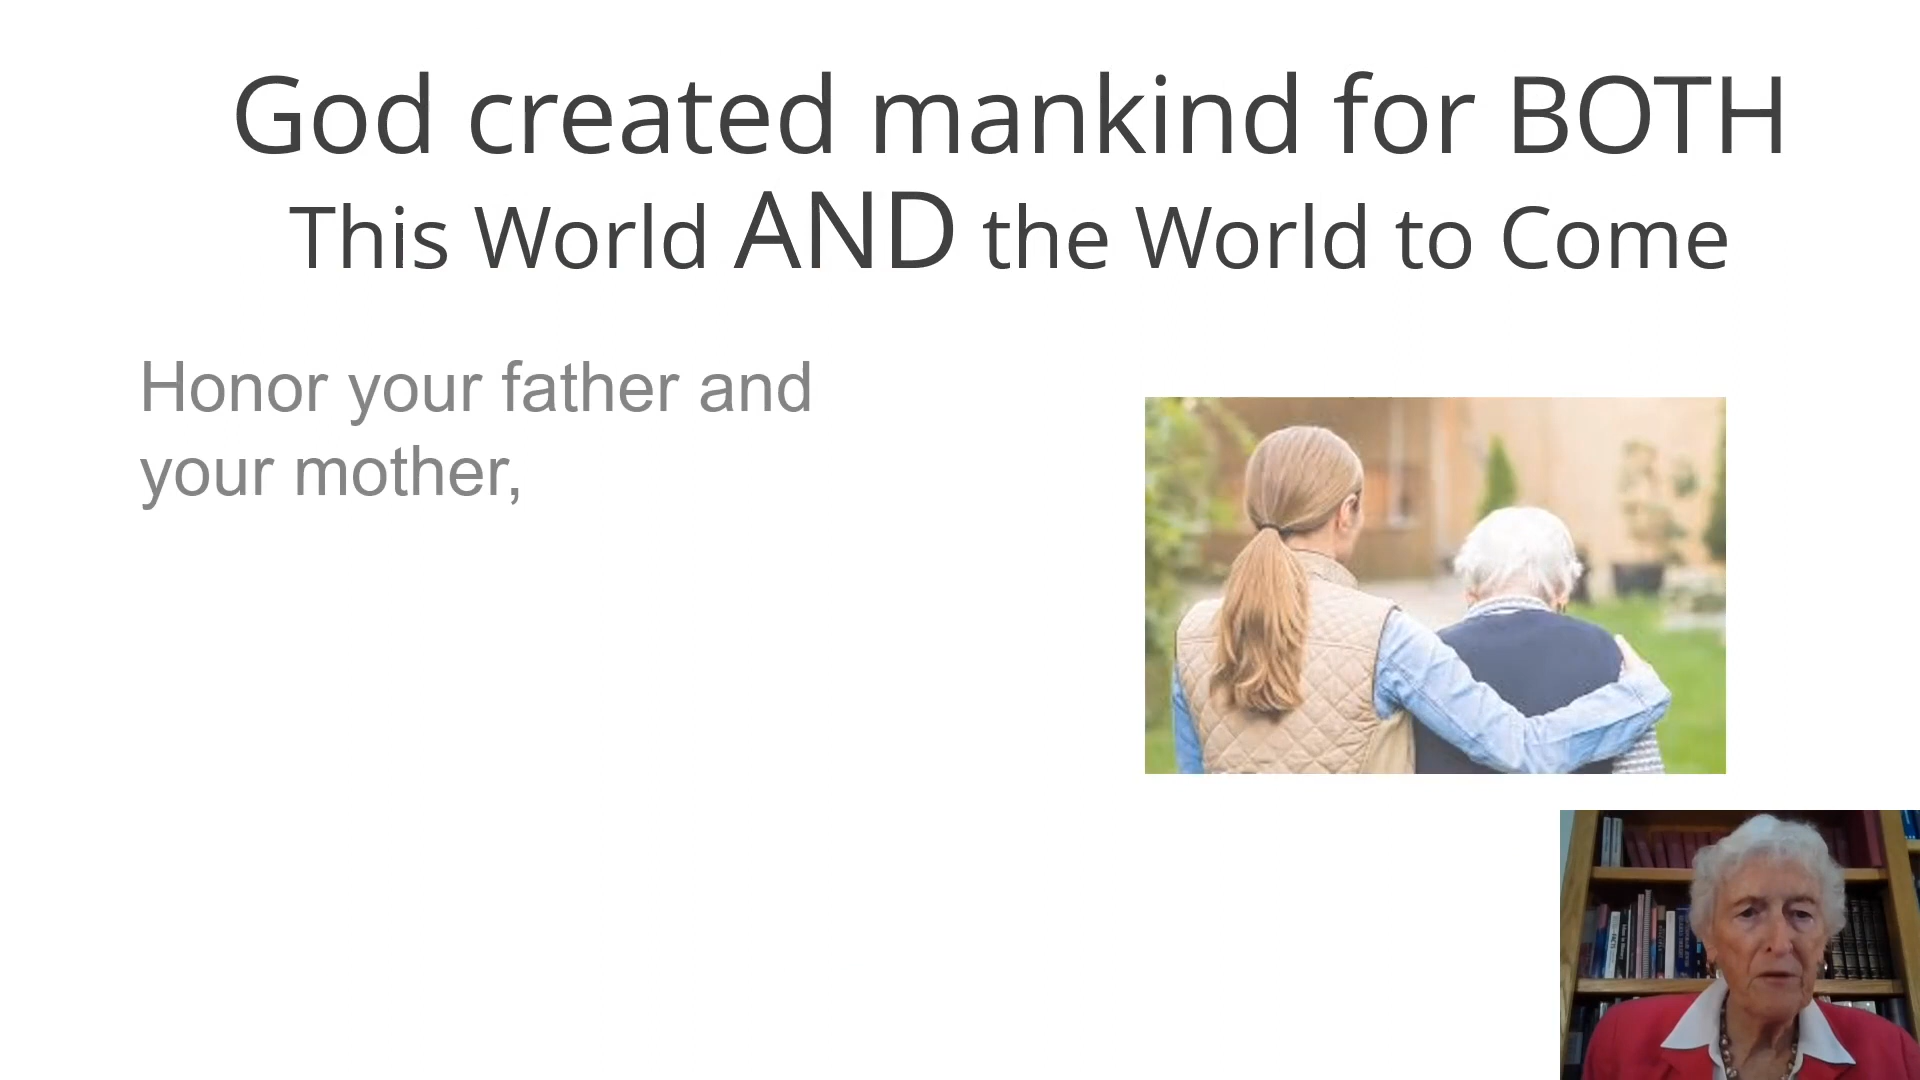 God created mankind for BOTH
This World AND the World to Come
Honor your father and
your mother,